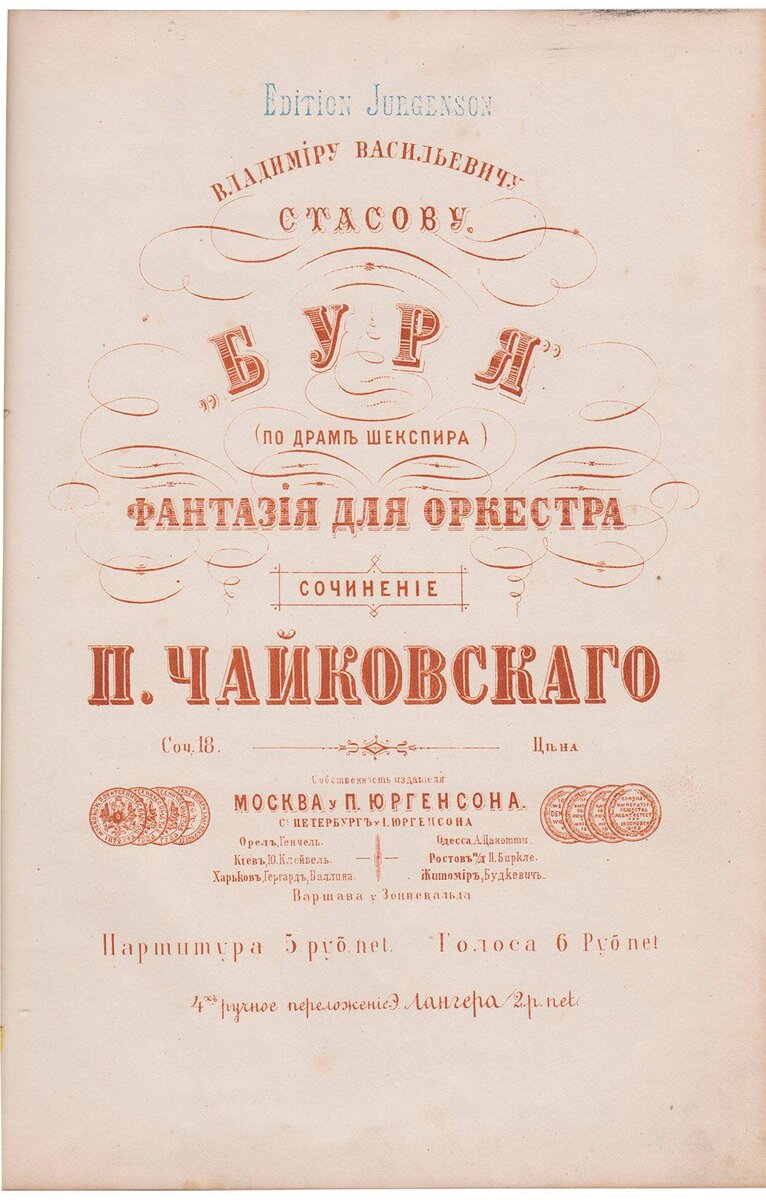 Edition Jurgenson
ВЛАДИМІРУ ВАСИЛЬЕВИЧУ
СТАСОВУ.
„БУРЯ”
(ПО ДРАМѢ ШЕКСПИРА)
ФАНТАЗІЯ ДЛЯ ОРКЕСТРА
СОЧИНЕНІЕ
П. ЧАЙКОВСКАГО
Соч. 18.
Цѣна
Собственность издателя
МОСКВА у П. ЮРГЕНСОНА.
Сᵗ ПЕТЕРБУРГЪ у І. ЮРГЕНСОНА
Орелъ, Генчель.
Одесса, Л. Цанотти.
Кіевъ, Ю. Клейбель.
Ростовъ н/Д П. Биркле.
Харьковъ, Гергардъ, Баллина.
Житоміръ, Будкевичъ.
Варшава у Зенневальда
Партитура 5 руб. net.
Голоса 6 Руб net
4хъ ручное переложеніе Э. Лангера 2 р. net.